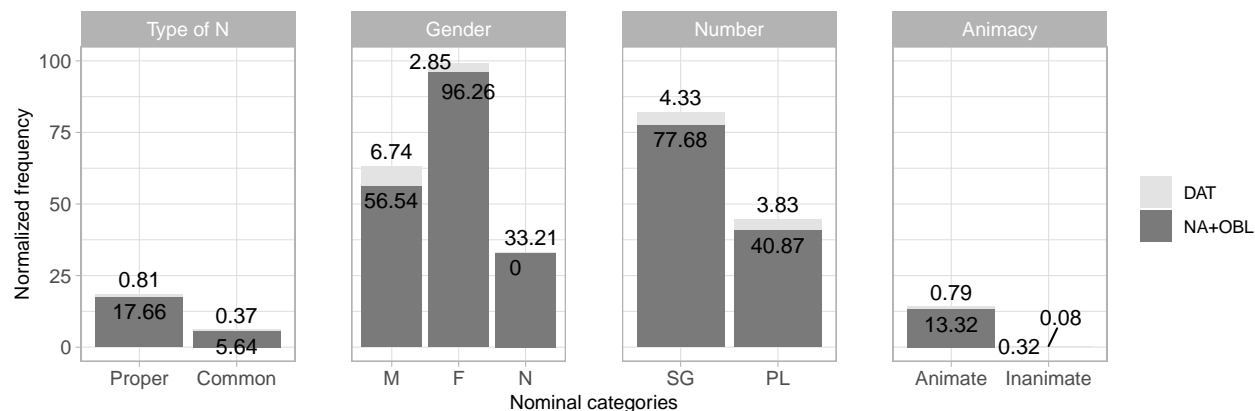 Type of N
Gender
Number
Animacy
Normalized frequency
100
75
50
25
0
0.81
17.66
0.37
5.64
6.74
56.54
2.85
96.26
33.21
0
4.33
77.68
3.83
40.87
0.79
13.32
0.08
0.32
Proper Common
M F N
SG PL
Animate Inanimate
Nominal categories
DAT
NA+OBL